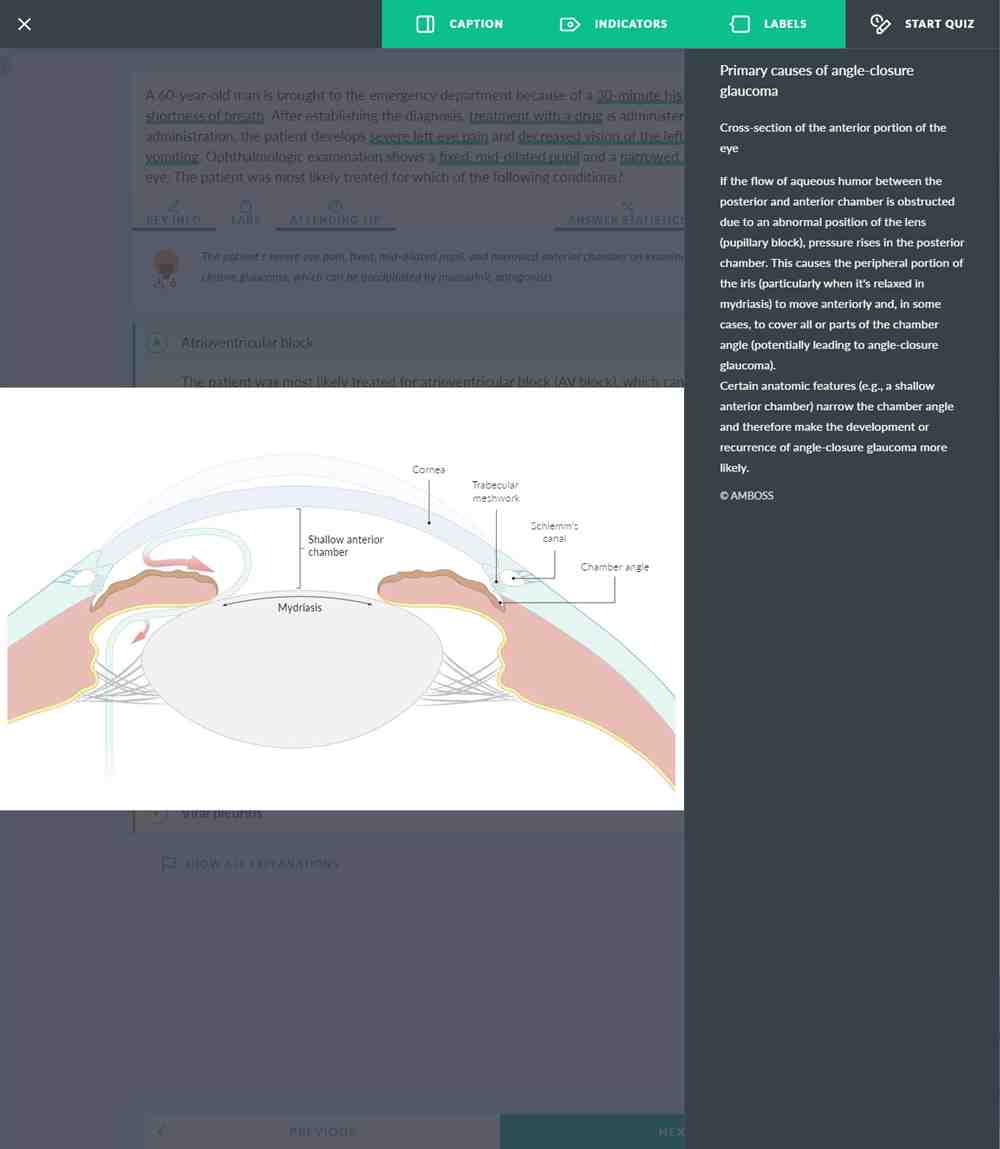 CAPTION
INDICATORS
LABELS
START QUIZ
A 60-year-old man is brought to the emergency department because of a 30-minute his
shortness of breath. After establishing the diagnosis, treatment with a drug is administer
administration, the patient develops severe left eye pain and decreased vision of the left
vomiting. Ophthalmologic examination shows a fixed, mid-dilated pupil and a narrowed
eye. The patient was most likely treated for which of the following conditions?
KEY INFO
LABS
ATTENDING TIP
ANSWER STATISTICS
The patient's severe eye pain, fixed, mid-dilated pupil, and narrowed anterior chamber on examin
closure glaucoma, which can be precipitated by muscarinic antagonists.
A
Atrioventricular block
The patient was most likely treated for atrioventricular block (AV block), which can
Cornea
Trabecular
meshwork
Schlemm's
canal
Shallow anterior
chamber
Chamber angle
Mydriasis
Viral pleuritis
SHOW ALL EXPLANATIONS
PREVIOUS
NEX
Primary causes of angle-closure
glaucoma
Cross-section of the anterior portion of the
eye
If the flow of aqueous humor between the
posterior and anterior chamber is obstructed
due to an abnormal position of the lens
(pupillary block), pressure rises in the posterior
chamber. This causes the peripheral portion of
the iris (particularly when it's relaxed in
mydriasis) to move anteriorly and, in some
cases, to cover all or parts of the chamber
angle (potentially leading to angle-closure
glaucoma).
Certain anatomic features (e.g., a shallow
anterior chamber) narrow the chamber angle
and therefore make the development or
recurrence of angle-closure glaucoma more
likely.
© AMBOSS